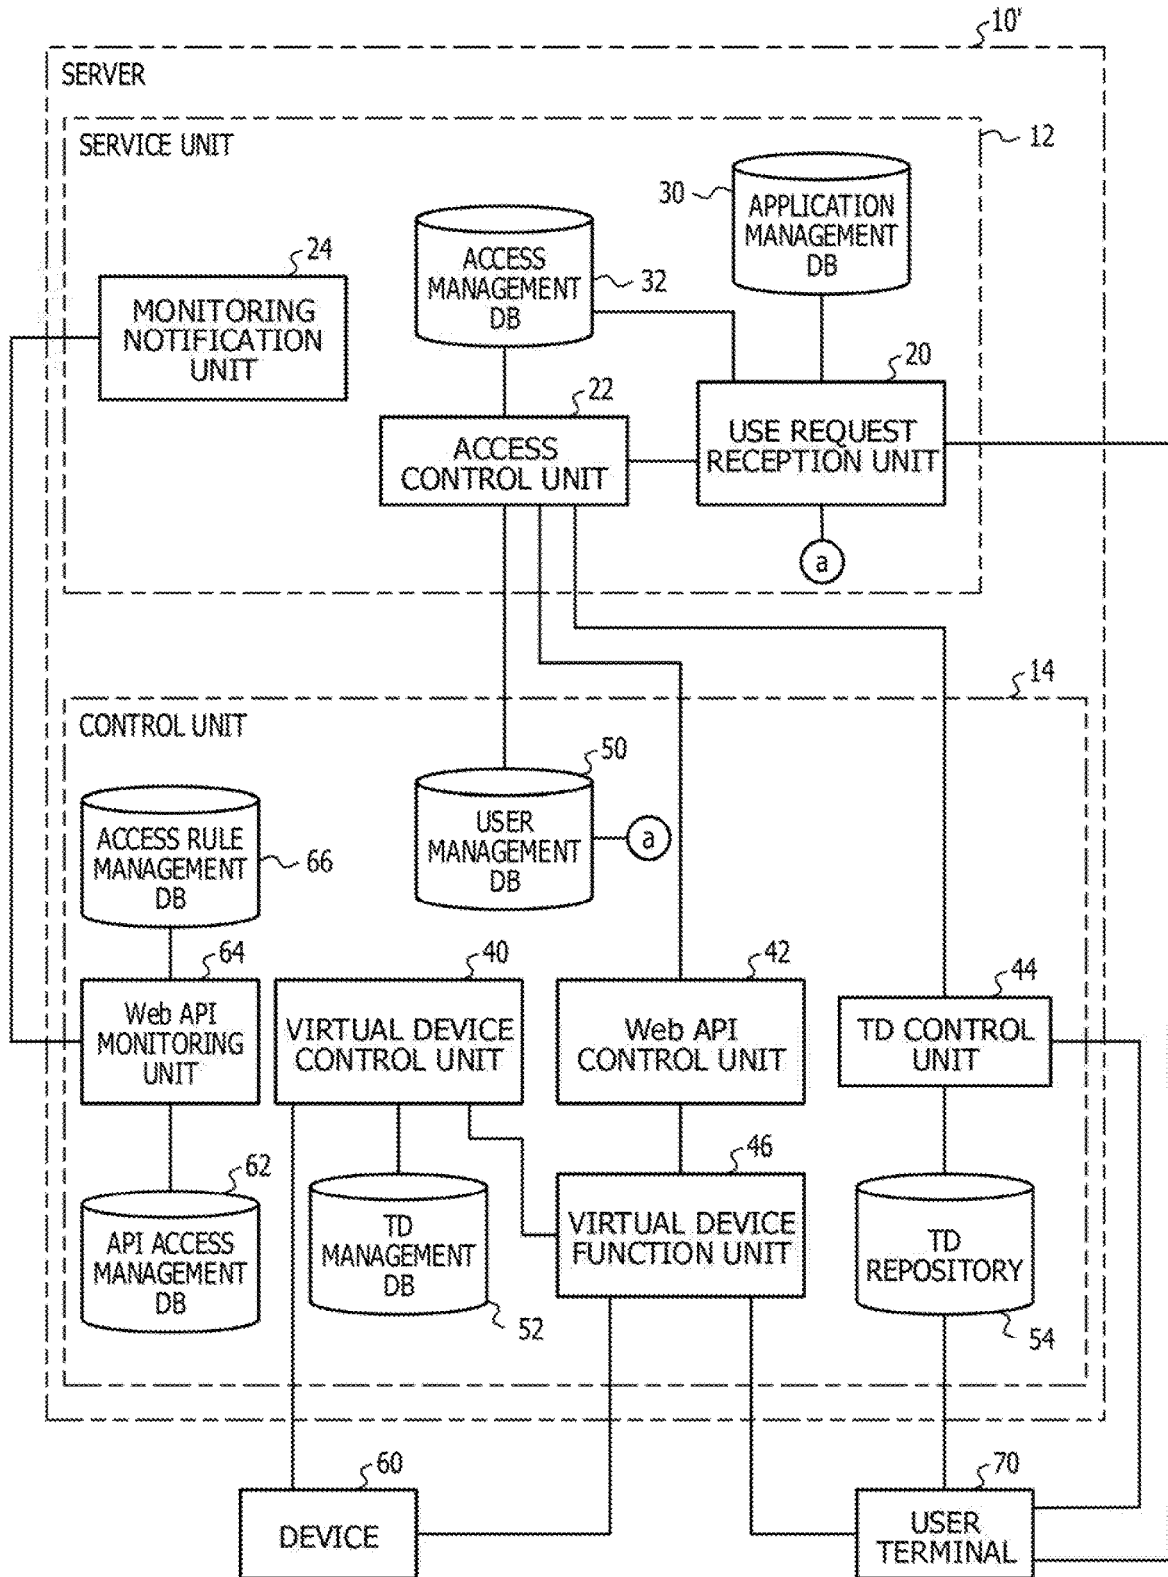 10'
SERVER
SERVICE UNIT
12
30
APPLICATION
MANAGEMENT
DB
ACCESS
MANAGEMENT
DB
32
24
MONITORING
NOTIFICATION
UNIT
20
USE REQUEST
RECEPTION UNIT
22
ACCESS
CONTROL UNIT
a
14
CONTROL UNIT
50
USER
MANAGEMENT
DB
a
ACCESS RULE
MANAGEMENT
DB
66
64
Web API
MONITORING
UNIT
40
VIRTUAL DEVICE
CONTROL UNIT
42
Web API
CONTROL UNIT
44
TD CONTROL
UNIT
62
API ACCESS
MANAGEMENT
DB
TD
MANAGEMENT
DB
52
46
VIRTUAL DEVICE
FUNCTION UNIT
TD
REPOSITORY
54
60
DEVICE
70
USER
TERMINAL